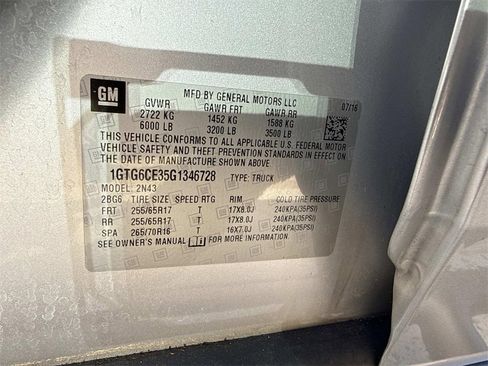 GM
MFD BY GENERAL MOTORS LLC
07/16
GVWR GAWR FRT GAWR RR
2722 KG 1452 KG 1588 KG
6000 LB 3200 LB 3500 LB
THIS VEHICLE CONFORMS TO ALL APPLICABLE U.S. FEDERAL MOTOR
VEHICLE SAFETY AND THEFT PREVENTION STANDARDS IN EFFECT ON
THE DATE OF MANUFACTURE SHOWN ABOVE.
1GTG6CE35G1346728 TYPE: TRUCK
MODEL: 2N43
2BG6 TIRE SIZE SPEED RTG RIM COLD TIRE PRESSURE
FRT 255/65R17 T 17X8.0J 240KPA(35PSI)
RR 255/65R17 T 17X8.0J 240KPA(35PSI)
SPA 265/70R16 T 16X7.0J 240KPA(35PSI)
SEE OWNER'S MANUAL FOR MORE INFORMATION.